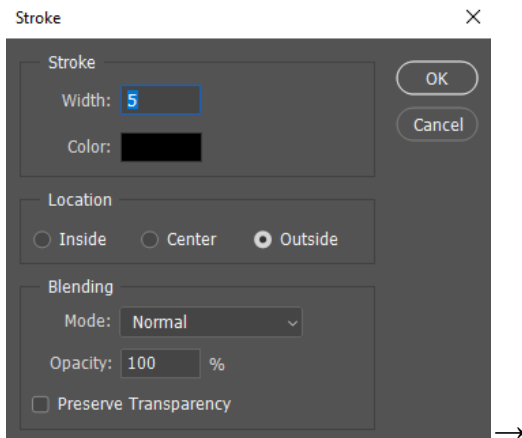 Stroke
Stroke
Width: 5
Color:
OK
Cancel
Location
Inside Center Outside
Blending
Mode: Normal
Opacity: 100 %
Preserve Transparency
→